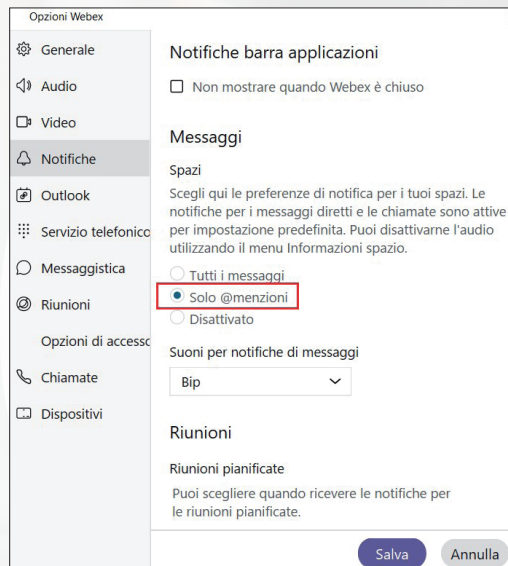 Opzioni Webex
Generale
Audio
Video
Notifiche
Outlook
Servizio telefonico
Messaggistica
Riunioni
Opzioni di accesso
Chiamate
Dispositivi
Notifiche barra applicazioni
Non mostrare quando Webex è chiuso
Messaggi
Spazi
Scegli qui le preferenze di notifica per i tuoi spazi. Le
notifiche per i messaggi diretti e le chiamate sono attive
per impostazione predefinita. Puoi disattivarne l'audio
utilizzando il menu Informazioni spazio.
Tutti i messaggi
Solo @menzioni
Disattivato
Suoni per notifiche di messaggi
Bip
Riunioni
Riunioni pianificate
Puoi scegliere quando ricevere le notifiche per
le riunioni pianificate.
Salva
Annulla